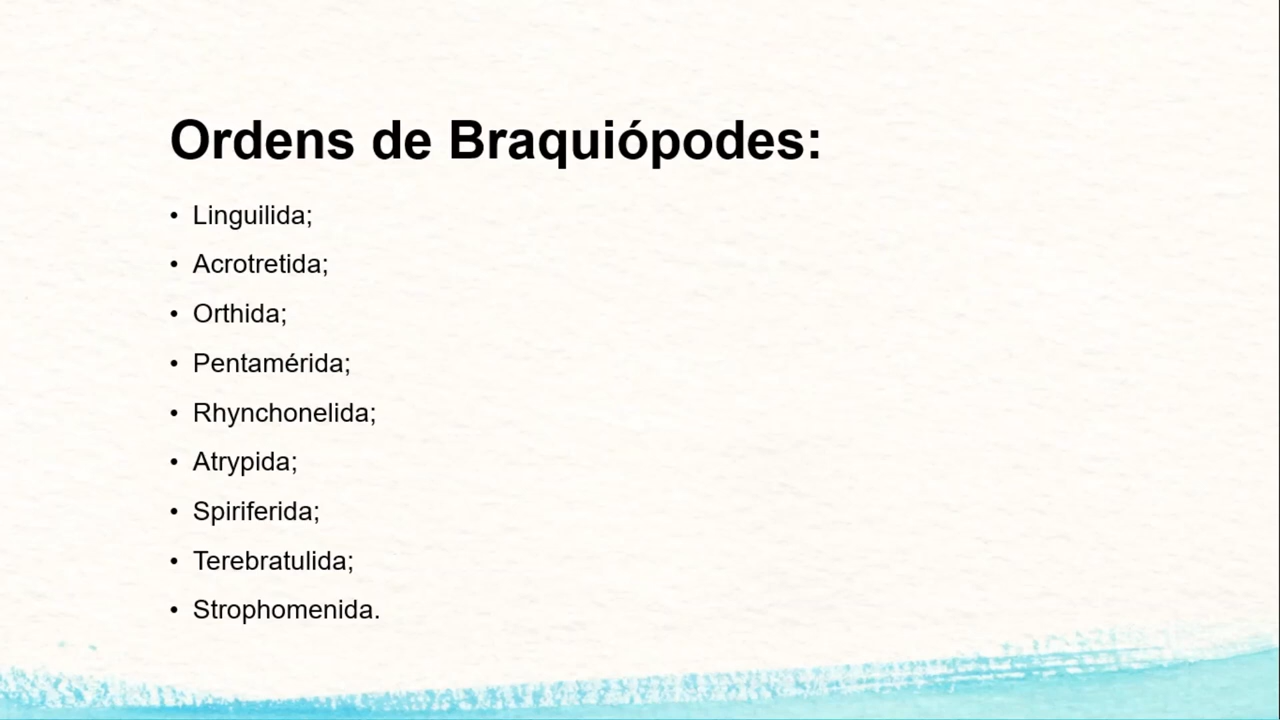 Ordens de Braquiópodes:
• Linguilida;
• Acrotretida;
• Orthida;
• Pentamérida;
• Rhynchonelida;
• Atrypida;
• Spiriferida;
• Terebratulida;
• Strophomenida.